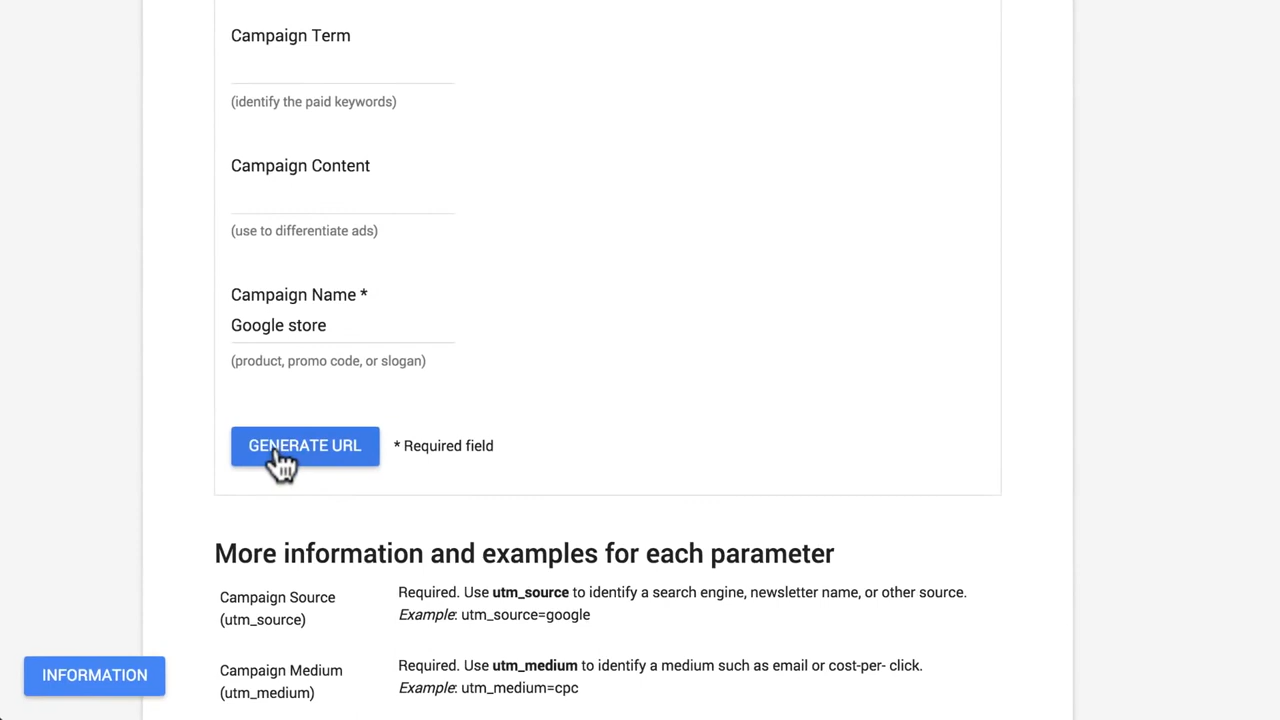 Campaign Term
(identify the paid keywords)
Campaign Content
(use to differentiate ads)
Campaign Name *
Google store
(product, promo code, or slogan)
GENERATE URL * Required field
More information and examples for each parameter
Campaign Source
(utm_source)
Required. Use utm_source to identify a search engine, newsletter name, or other source.
Example: utm_source=google
Campaign Medium
(utm_medium)
Required. Use utm_medium to identify a medium such as email or cost-per- click.
Example: utm_medium=cpc
INFORMATION